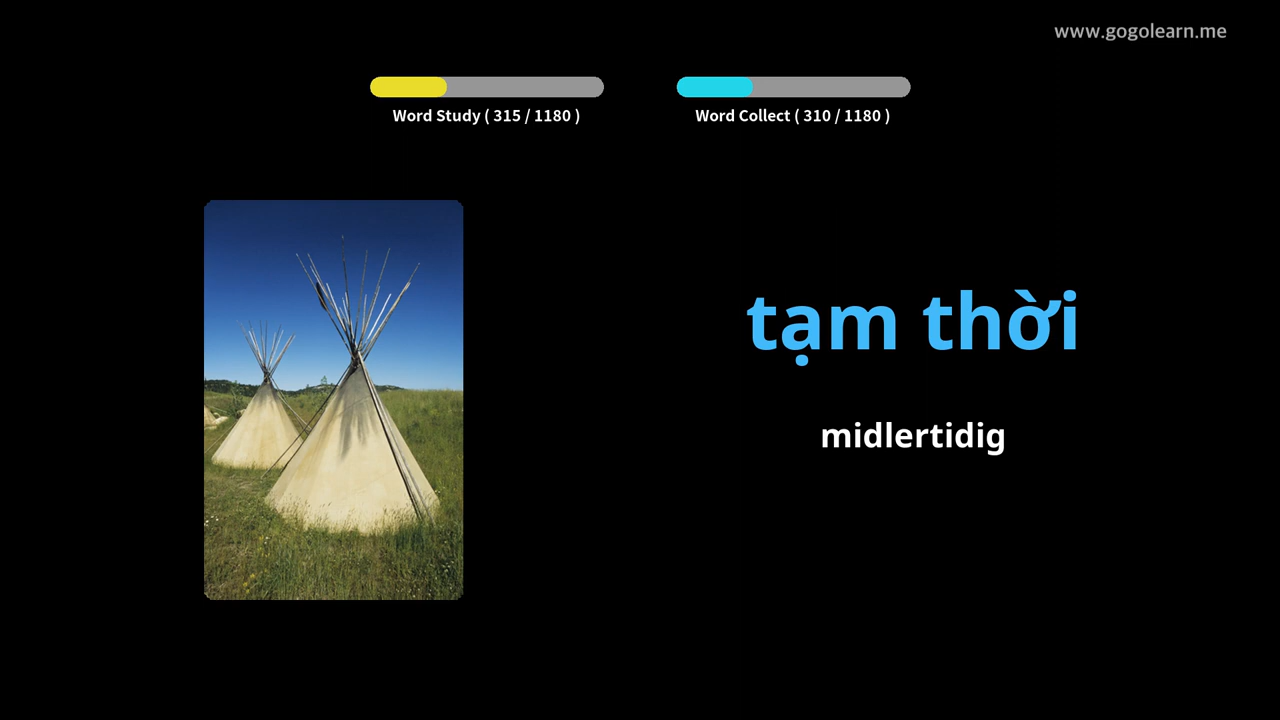 www.gogolearn.me
Word Study ( 315 / 1180 )
Word Collect ( 310 / 1180 )
tạm thời
midlertidig